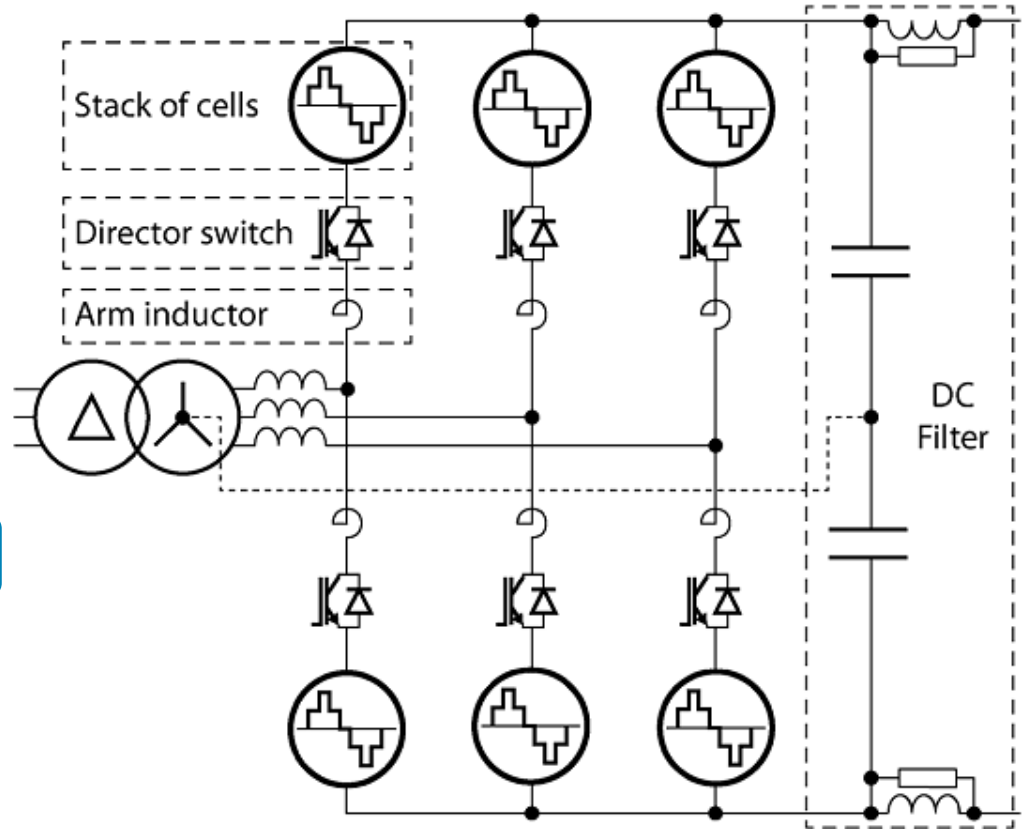 Stack of cells
Director switch
Arm inductor
DC
Filter